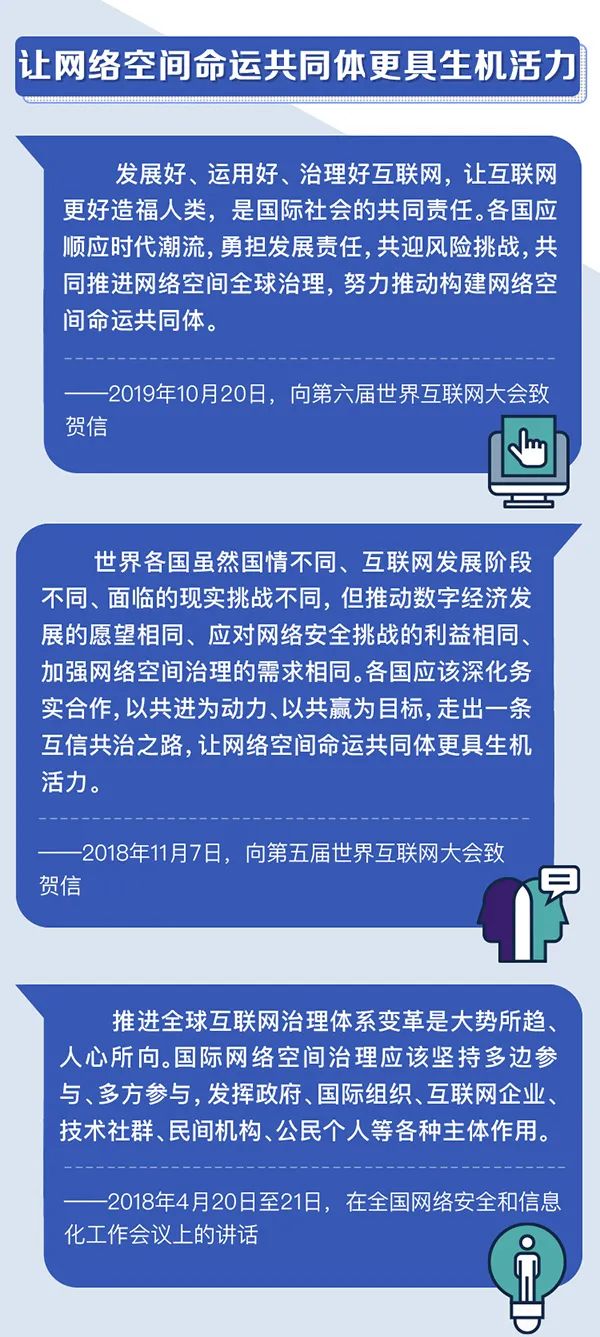 让网络空间命运共同体更具生机活力
发展好、运用好、治理好互联网，让互联网
更好造福人类，是国际社会的共同责任。各国应
顺应时代潮流，勇担发展责任，共迎风险挑战，共
同推进网络空间全球治理，努力推动构建网络空
间命运共同体。
——2019年10月20日，向第六届世界互联网大会致
贺信
世界各国虽然国情不同、互联网发展阶段
不同、面临的现实挑战不同，但推动数字经济发
展的愿望相同、应对网络安全挑战的利益相同、
加强网络空间治理的需求相同。各国应该深化务
实合作，以共进为动力、以共赢为目标，走出一条
互信共治之路，让网络空间命运共同体更具生机
活力。
——2018年11月7日，向第五届世界互联网大会致
贺信
推进全球互联网治理体系变革是大势所趋、
人心所向。国际网络空间治理应该坚持多边参
与、多方参与，发挥政府、国际组织、互联网企业、
技术社群、民间机构、公民个人等各种主体作用。
——2018年4月20日至21日，在全国网络安全和信息
化工作会议上的讲话